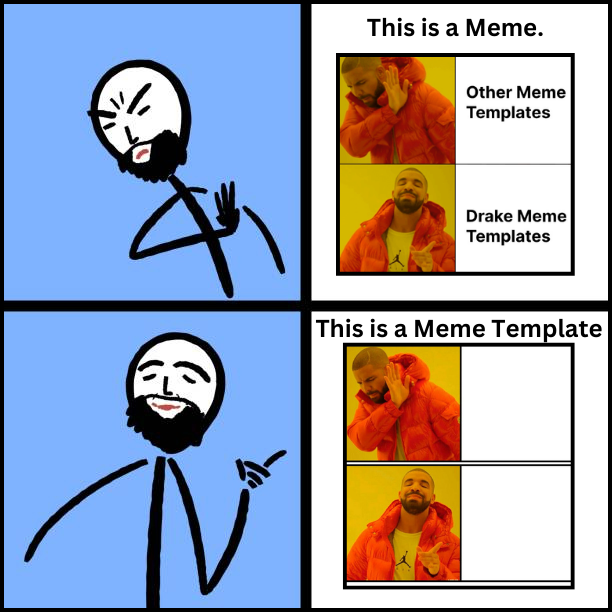 This is a Meme.
Other Meme
Templates
Drake Meme
Templates
This is a Meme Template